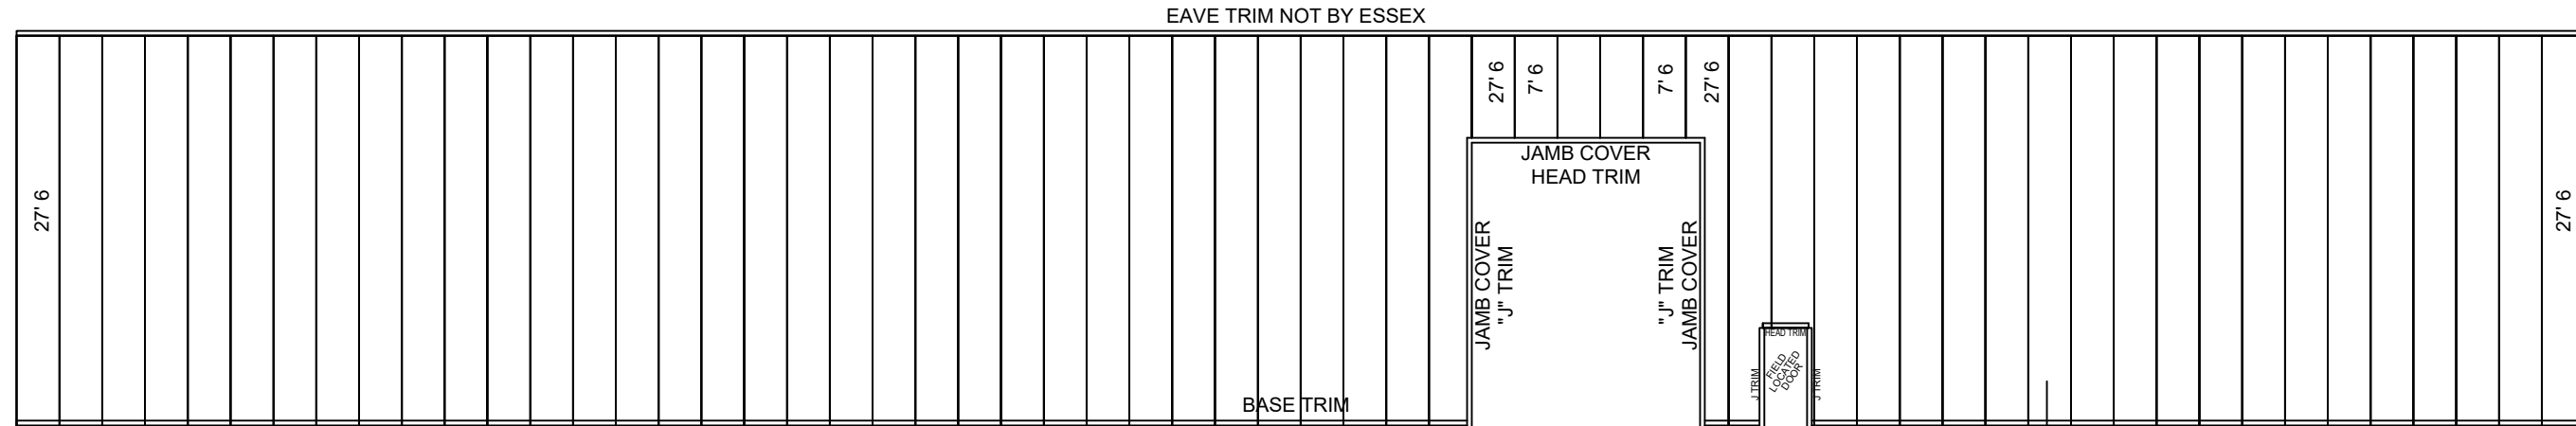 EAVE TRIM NOT BY ESSEX
27' 6
7' 6
7' 6
27' 6
JAMB COVER
HEAD TRIM
27' 6
27' 6
JAMB COVER
"J" TRIM
"J" TRIM
JAMB COVER
HEAD TRIM
FIELD
LOCATED
DOOR
J TRIM
J TRIM
BASE TRIM